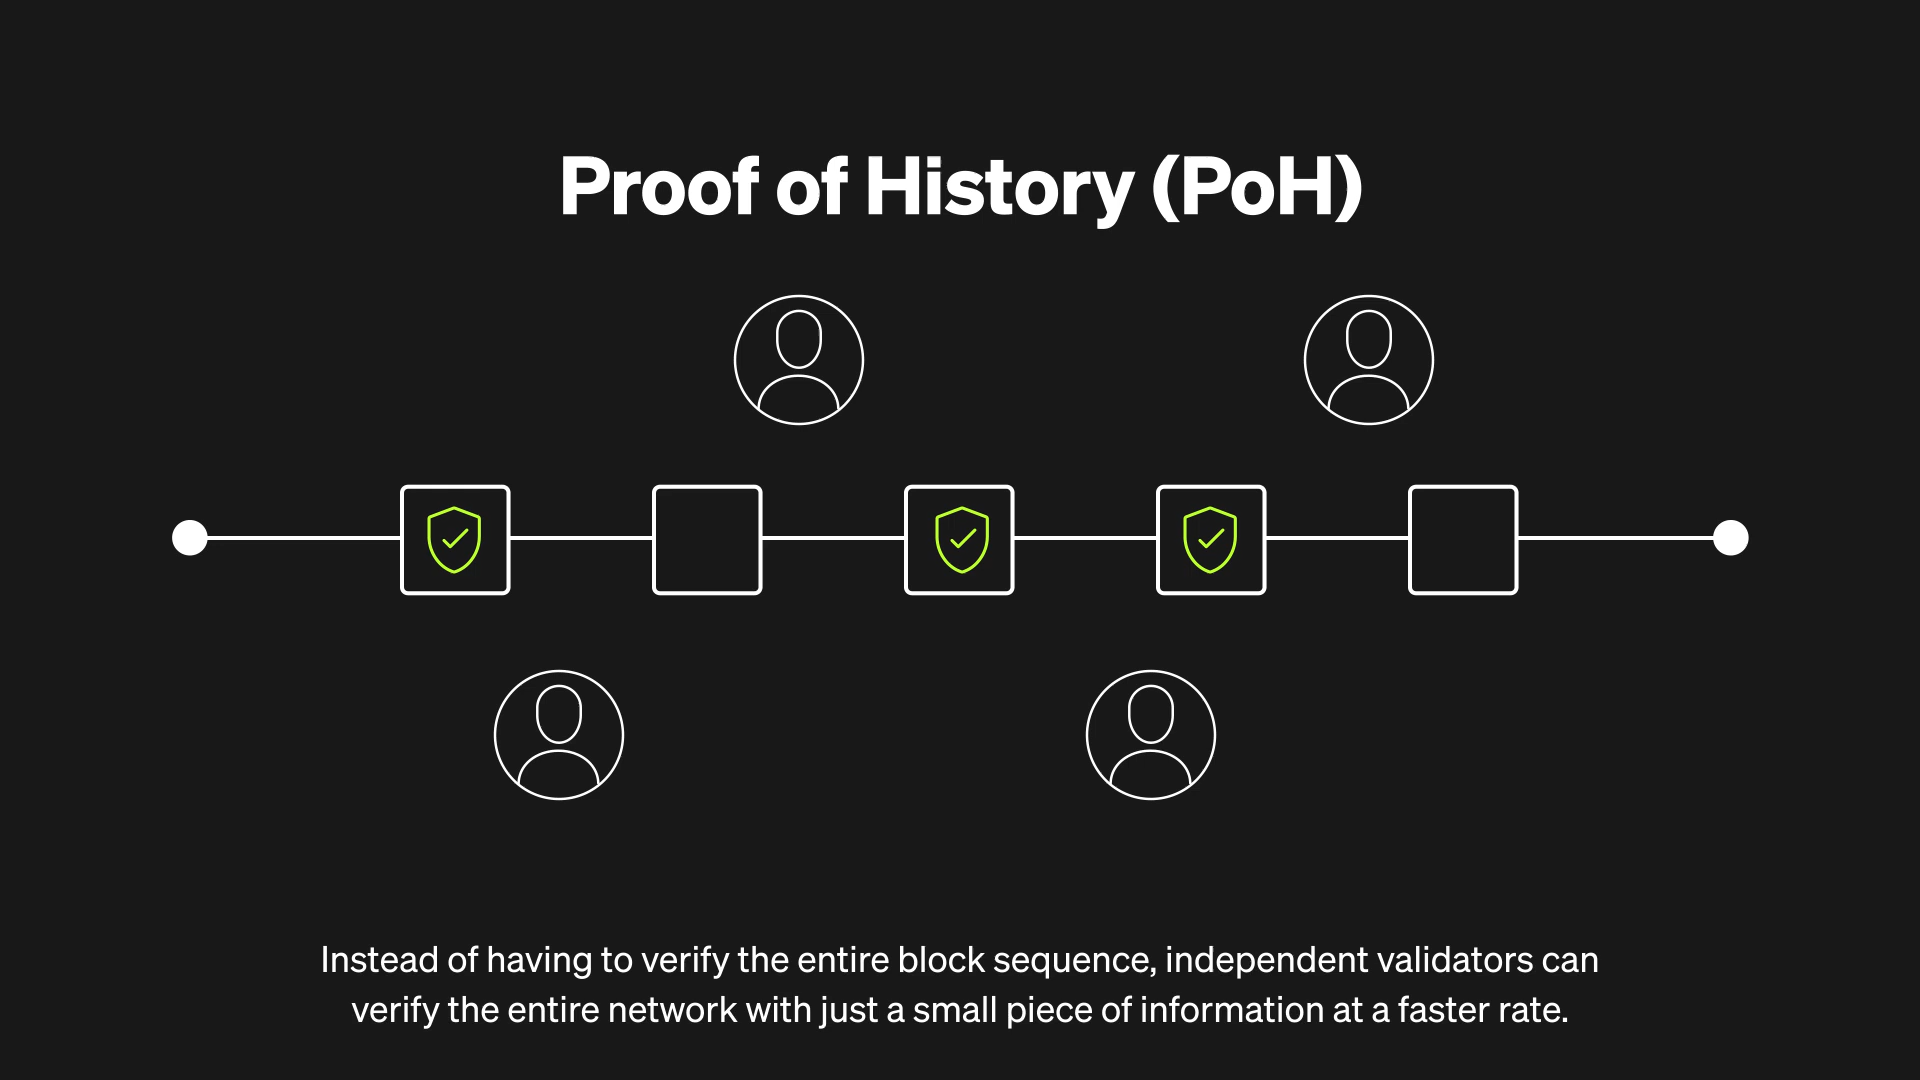 Proof of History (PoH)
Instead of having to verify the entire block sequence, independent validators can
verify the entire network with just a small piece of information at a faster rate.